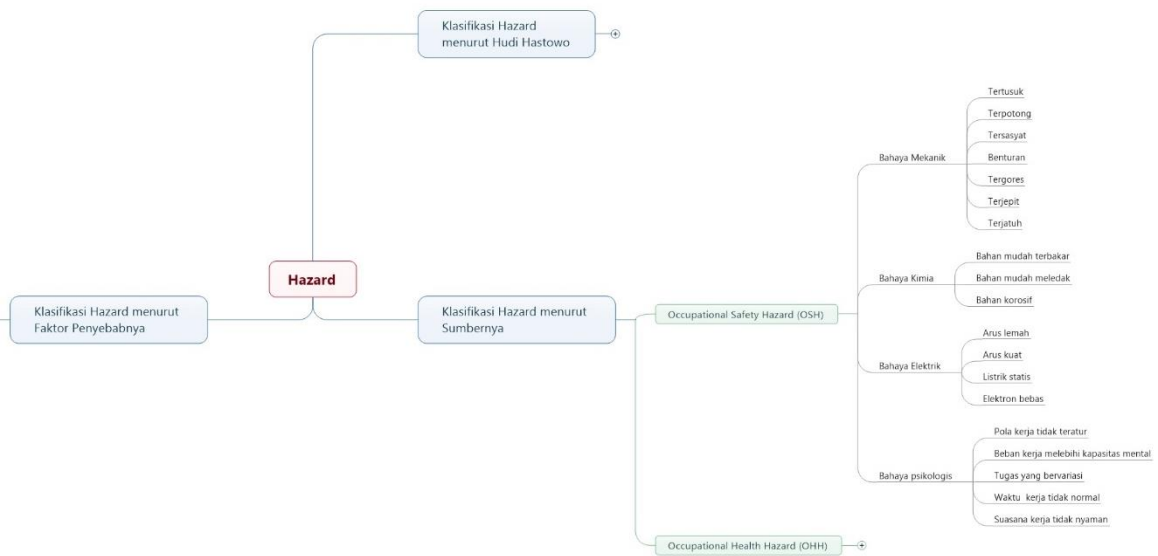 Klasifikasi Hazard
menurut Hudi Hastowo
Hazard
Klasifikasi Hazard menurut
Faktor Penyebabnya
Klasifikasi Hazard menurut
Sumbernya
Occupational Safety Hazard (OSH)
Bahaya Mekanik
Tertusuk
Terpotong
Tersasyat
Benturan
Tergores
Terjepit
Terjatuh
Bahaya Kimia
Bahan mudah terbakar
Bahan mudah meledak
Bahan korosif
Bahaya Elektrik
Arus lemah
Arus kuat
Listrik statis
Elektron bebas
Bahaya psikologis
Pola kerja tidak teratur
Beban kerja melebihi kapasitas mental
Tugas yang bervariasi
Waktu kerja tidak normal
Suasana kerja tidak nyaman
Occupational Health Hazard (OHH)